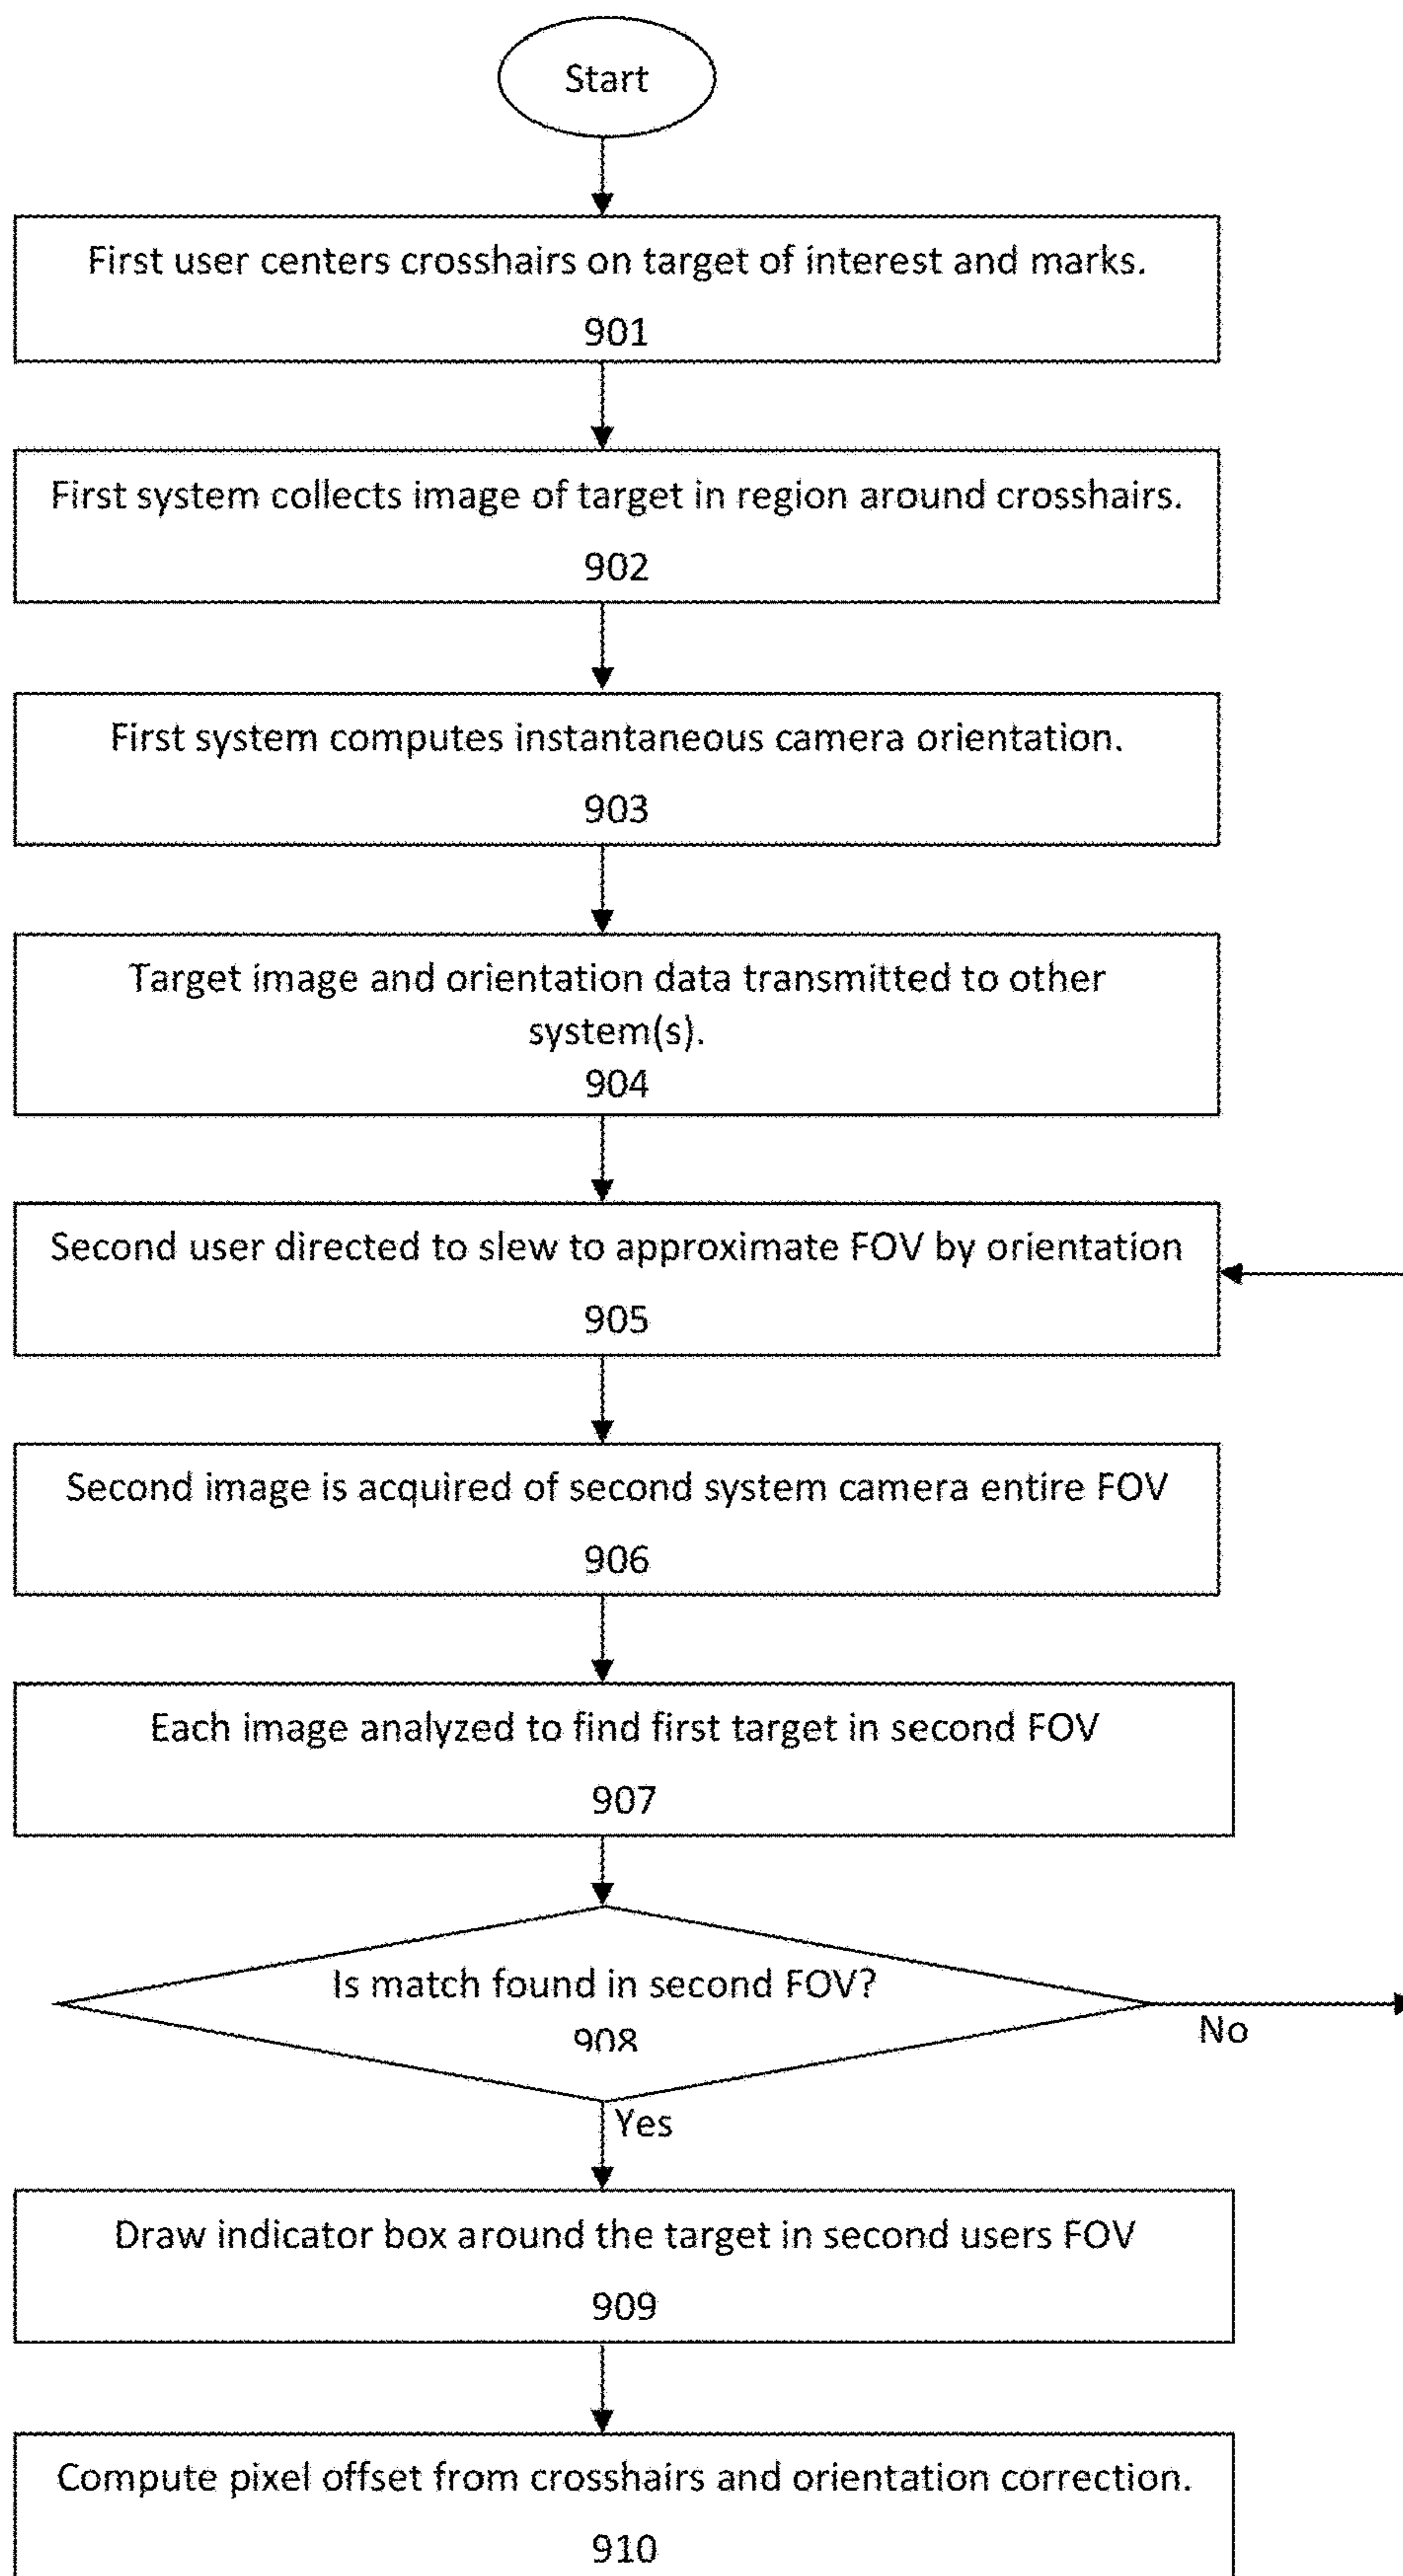 Start
First user centers crosshairs on target of interest and marks.
901
First system collects image of target in region around crosshairs.
902
First system computes instantaneous camera orientation.
903
Target image and orientation data transmitted to other
system(s).
904
Second user directed to slew to approximate FOV by orientation
905
Second image is acquired of second system camera entire FOV
906
Each image analyzed to find first target in second FOV
907
Is match found in second FOV?
908
No
Yes
Draw indicator box around the target in second users FOV
909
Compute pixel offset from crosshairs and orientation correction.
910